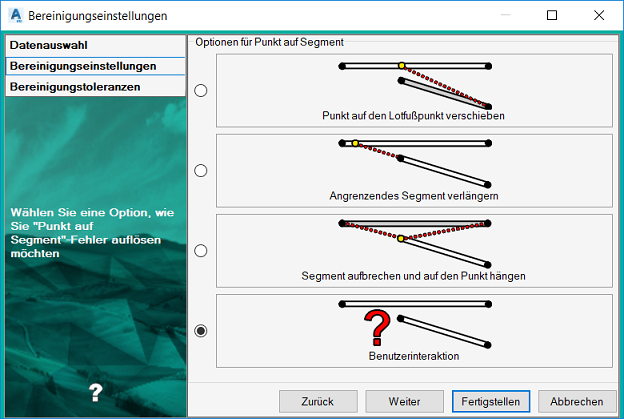 Bereinigungseinstellungen
Datenauswahl
Bereinigungseinstellungen
Bereinigungstoleranzen
Wählen Sie eine Option, wie
Sie "Punkt auf
Segment"-Fehler auflösen
möchten
?
Optionen für Punkt auf Segment
Punkt auf den Lotfußpunkt verschieben
Angrenzendes Segment verlängern
Segment aufbrechen und auf den Punkt hängen
?
Benutzerinteraktion
Zurück
Weiter
Fertigstellen
Abbrechen